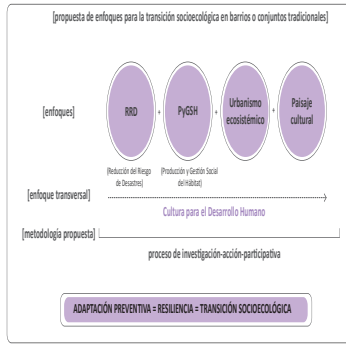 [propuesta de enfoques para la transición socioecológica en barrios o conjuntos tradicionales]
[enfoques]
RRD + PyGSH + Urbanismo ecosistémico + Paisaje cultural
(Reducción del Riesgo de Desastres)
(Producción y Gestión Social del Hábitat)
[enfoque transversal]
Cultura para el Desarrollo Humano
[metodología propuesta]
proceso de investigación-acción-participativa
ADAPTACIÓN PREVENTIVA = RESILIENCIA = TRANSICIÓN SOCIOECOLÓGICA